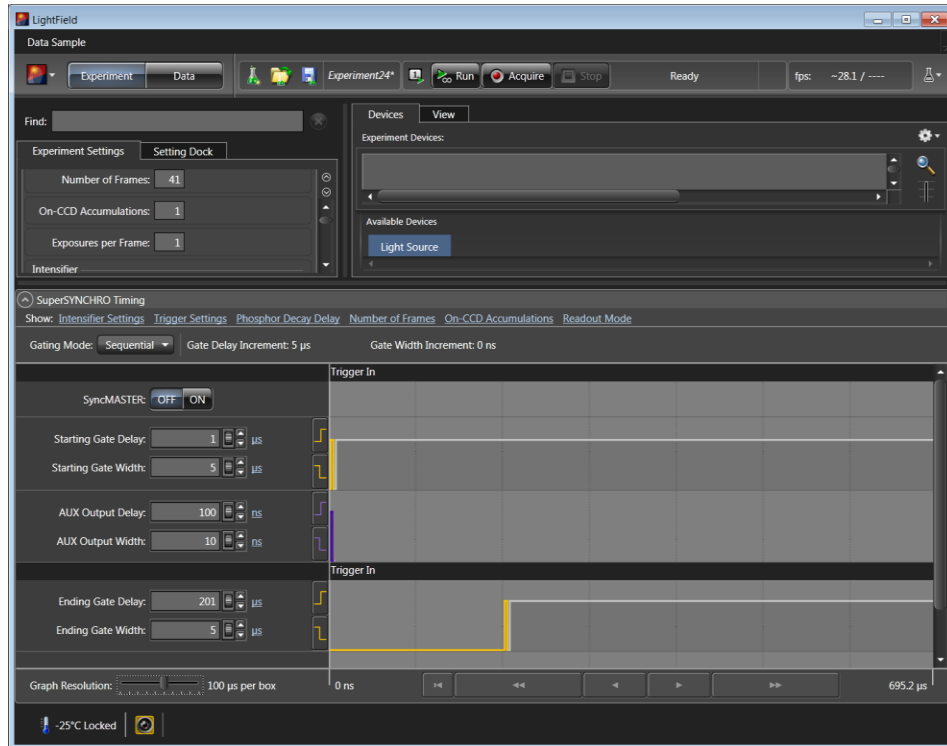 LightField
Data Sample
Experiment Data Experiment24* Run Acquire Stop Ready fps: ~28.1 / ----
Find:
Experiment Settings Setting Dock
Number of Frames: 41
On-CCD Accumulations: 1
Exposures per Frame: 1
Intensifier
Devices View
Experiment Devices:
Available Devices
Light Source
SuperSYNCHRO Timing
Show: Intensifier Settings Trigger Settings Phosphor Decay Delay Number of Frames On-CCD Accumulations Readout Mode
Gating Mode: Sequential Gate Delay Increment: 5 µs Gate Width Increment: 0 ns
Trigger In
SyncMASTER: OFF ON
Starting Gate Delay: 1 µs
Starting Gate Width: 5 µs
AUX Output Delay: 100 ns
AUX Output Width: 10 ns
Trigger In
Ending Gate Delay: 201 µs
Ending Gate Width: 5 µs
Graph Resolution: 100 µs per box 0 ns 695.2 µs
-25°C Locked